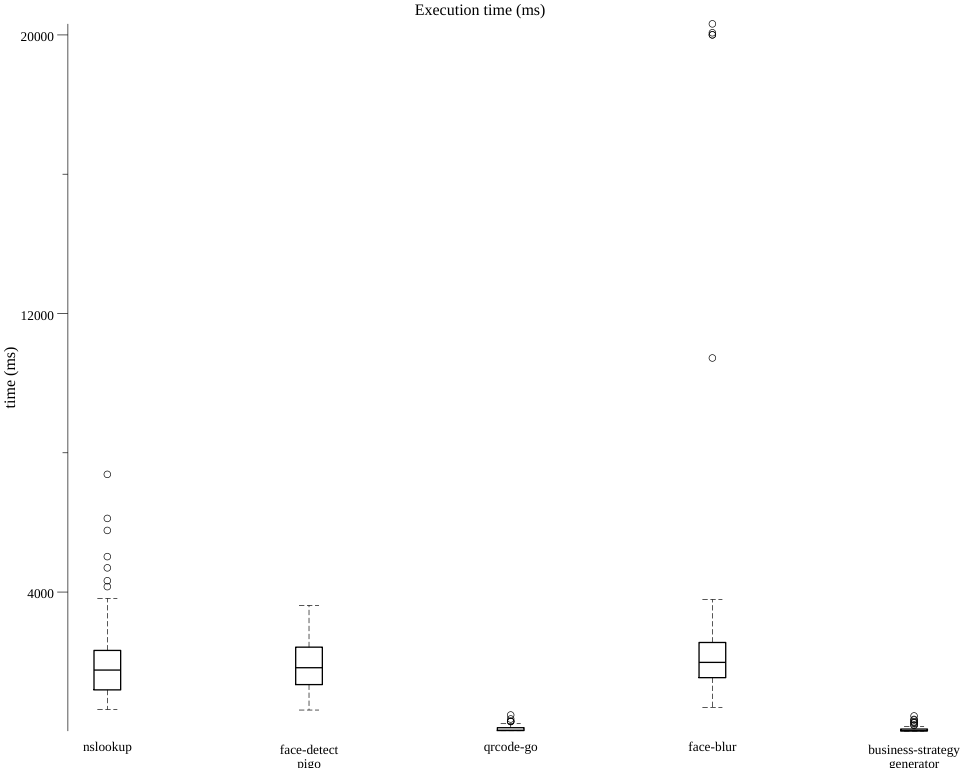 Execution time (ms)
20000
12000
time (ms)
4000
nslookup
face-detect
pigo
qrcode-go
face-blur
business-strategy
generator